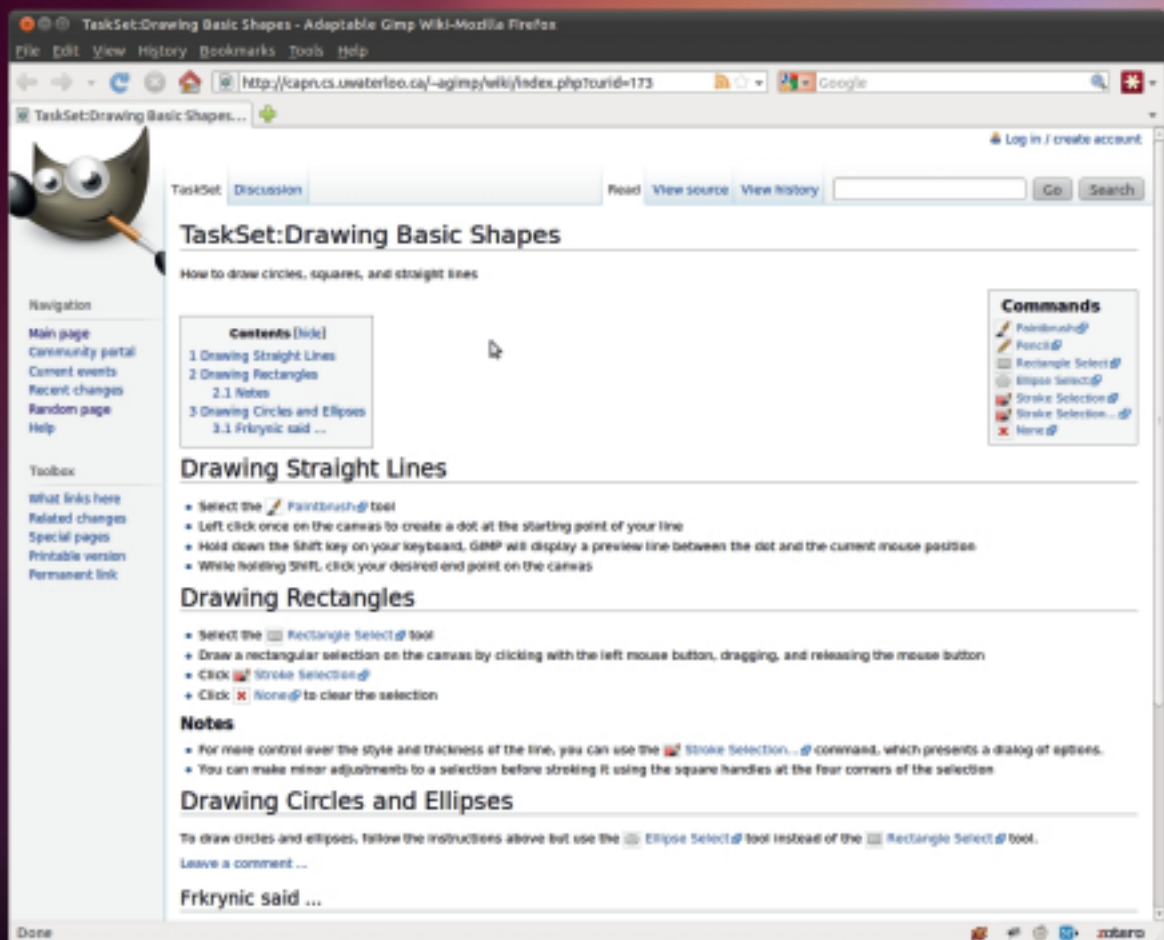 TaskSet:Drawing Basic Shapes - Adaptable Gimp Wiki-Mozilla Firefox
File Edit View History Bookmarks Tools Help
http://capn.cs.uwaterloo.ca/~agimp/wiki/index.php?curid=173
Google
TaskSet:Drawing Basic Shapes...
Log in / create account
TaskSet Discussion Read View source View history Go Search
TaskSet:Drawing Basic Shapes
How to draw circles, squares, and straight lines
Navigation
Main page
Community portal
Current events
Recent changes
Random page
Help
Toolbox
What links here
Related changes
Special pages
Printable version
Permanent link
Contents [hide]
1 Drawing Straight Lines
2 Drawing Rectangles
2.1 Notes
3 Drawing Circles and Ellipses
3.1 Frkrynic said ...
Commands
Paintbrush
Pencil
Rectangle Select
Ellipse Select
Stroke Selection
Stroke Selection...
None
Drawing Straight Lines
Select the Paintbrush tool
Left click once on the canvas to create a dot at the starting point of your line
Hold down the Shift key on your keyboard, GIMP will display a preview line between the dot and the current mouse position
While holding Shift, click your desired end point on the canvas
Drawing Rectangles
Select the Rectangle Select tool
Draw a rectangular selection on the canvas by clicking with the left mouse button, dragging, and releasing the mouse button
Click Stroke Selection
Click None to clear the selection
Notes
For more control over the style and thickness of the line, you can use the Stroke Selection... command, which presents a dialog of options.
You can make minor adjustments to a selection before stroking it using the square handles at the four corners of the selection
Drawing Circles and Ellipses
To draw circles and ellipses, follow the instructions above but use the Ellipse Select tool instead of the Rectangle Select tool.
Leave a comment ...
Frkrynic said ...
Done
zotero